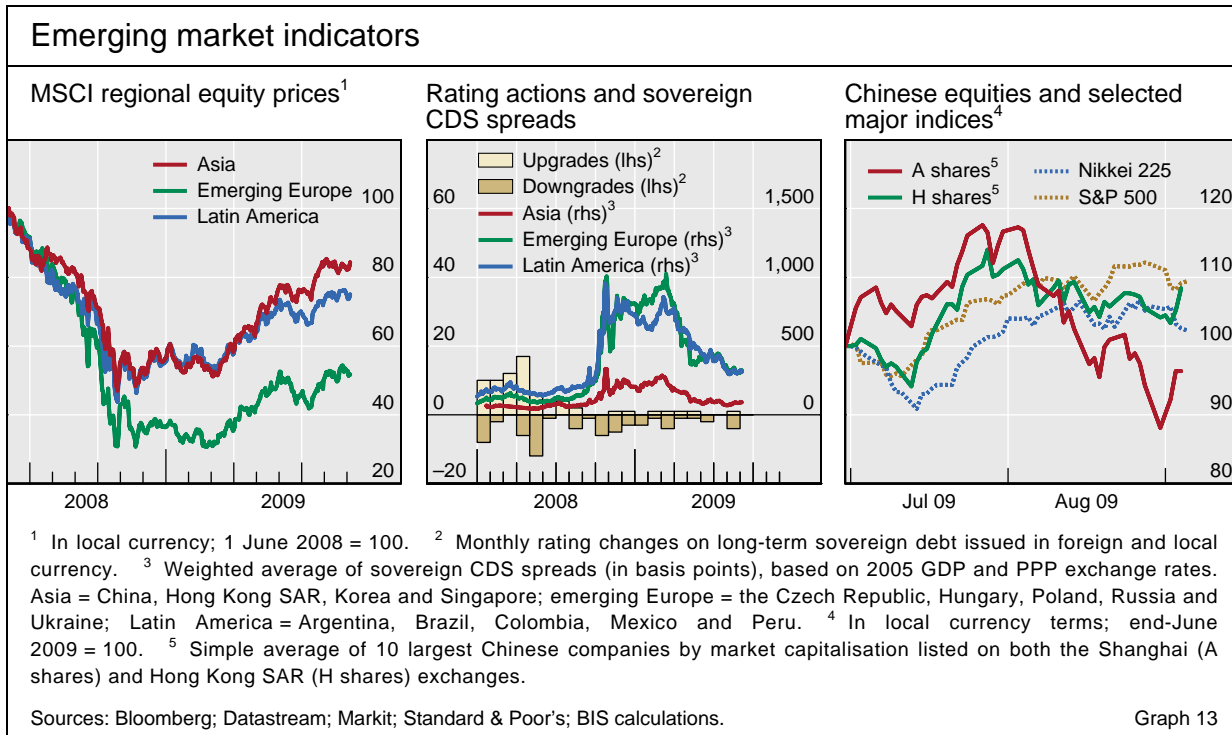 Emerging market indicators
MSCI regional equity prices¹
Asia
Emerging Europe
Latin America
100
80
60
40
20
2008
2009
Rating actions and sovereign
CDS spreads
Upgrades (lhs)²
Downgrades (lhs)²
Asia (rhs)³
Emerging Europe (rhs)³
Latin America (rhs)³
60
40
20
0
–20
1,500
1,000
500
0
2008
2009
Chinese equities and selected
major indices⁴
A shares⁵
H shares⁵
Nikkei 225
S&P 500
120
110
100
90
80
Jul 09
Aug 09
¹ In local currency; 1 June 2008 = 100. ² Monthly rating changes on long-term sovereign debt issued in foreign and local
currency. ³ Weighted average of sovereign CDS spreads (in basis points), based on 2005 GDP and PPP exchange rates.
Asia = China, Hong Kong SAR, Korea and Singapore; emerging Europe = the Czech Republic, Hungary, Poland, Russia and
Ukraine; Latin America = Argentina, Brazil, Colombia, Mexico and Peru. ⁴ In local currency terms; end-June
2009 = 100. ⁵ Simple average of 10 largest Chinese companies by market capitalisation listed on both the Shanghai (A
shares) and Hong Kong SAR (H shares) exchanges.
Sources: Bloomberg; Datastream; Markit; Standard & Poor's; BIS calculations.
Graph 13